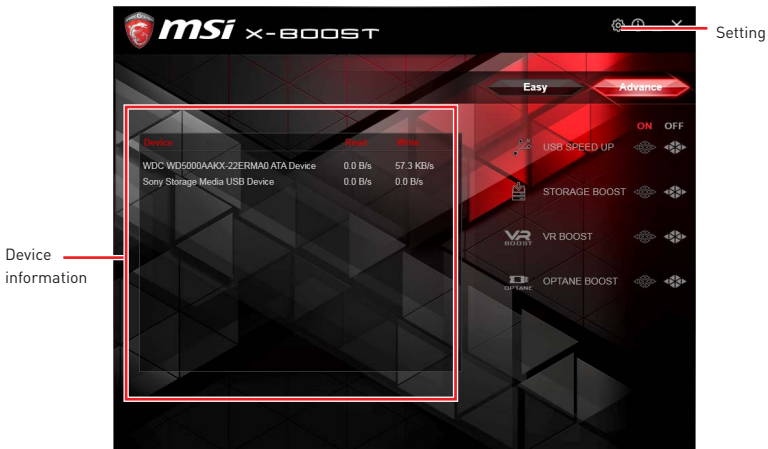 msi X-BOOST
Setting
Easy Advance
ON OFF
Device Read Write
WDC WD5000AAKX-22ERMA0 ATA Device 0.0 B/s 57.3 KB/s
Sony Storage Media USB Device 0.0 B/s 0.0 B/s
USB SPEED UP
STORAGE BOOST
VR BOOST VR BOOST
OPTANE OPTANE BOOST
Device
information